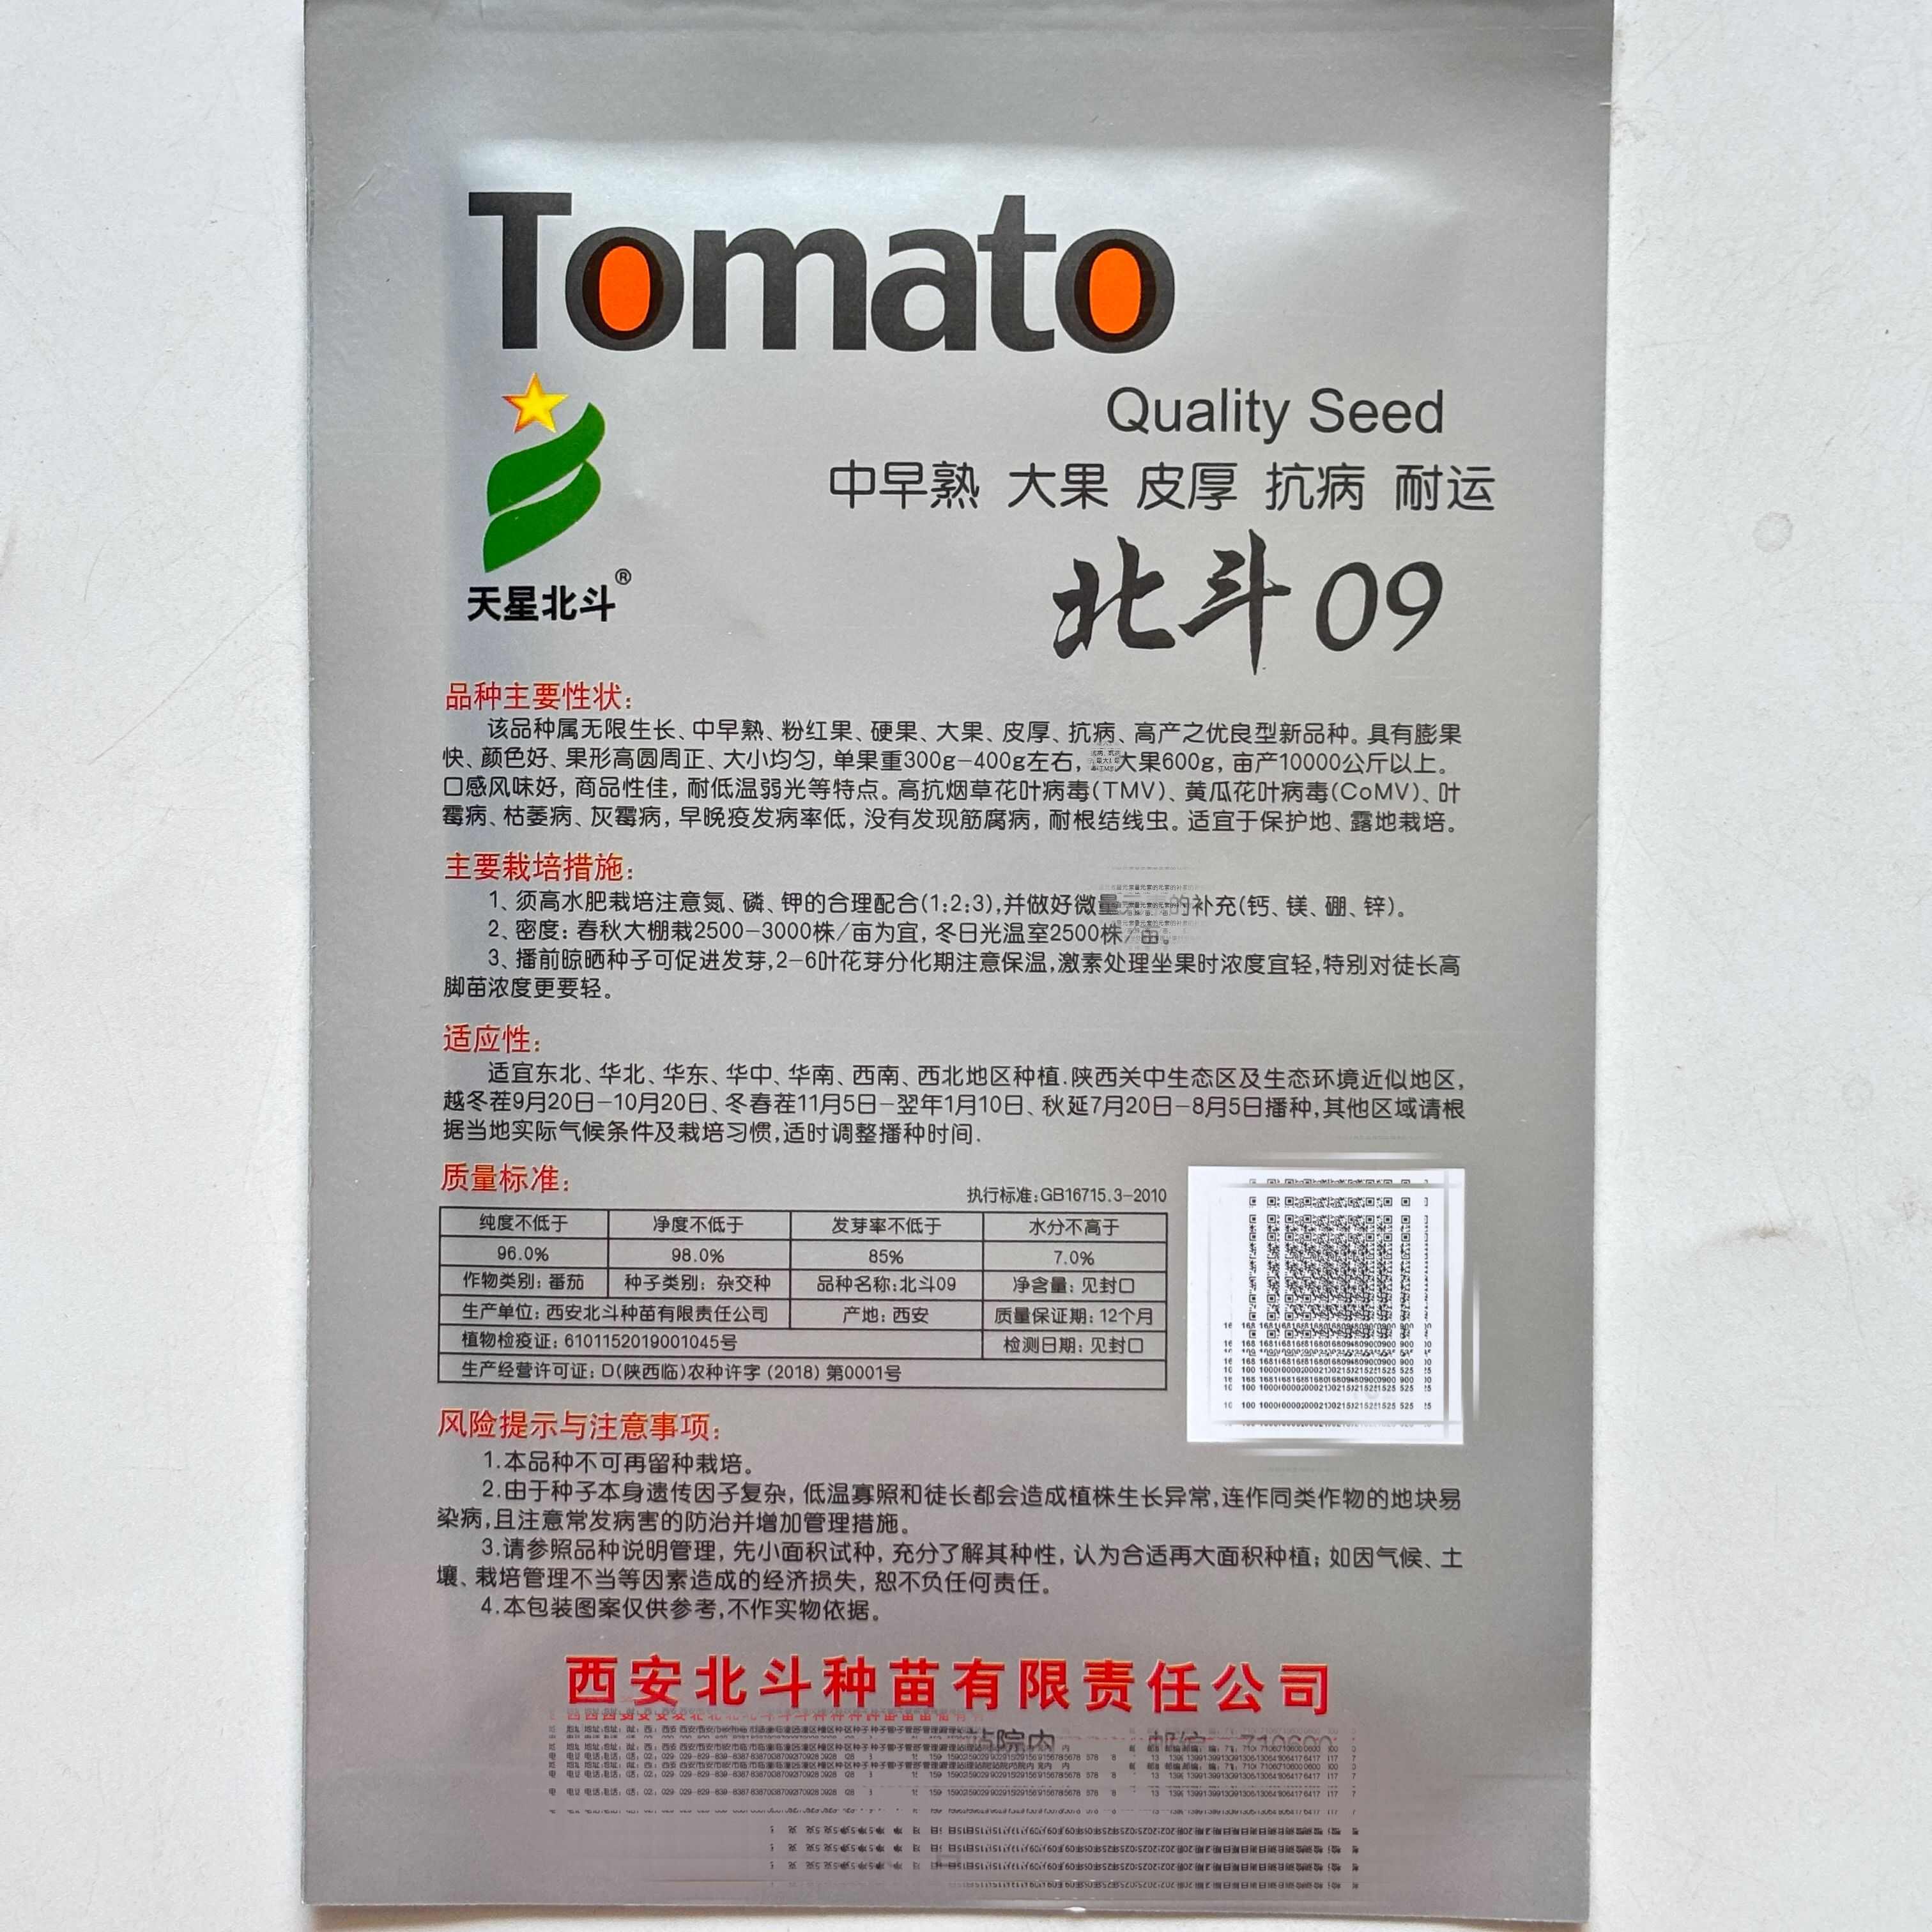 Tomato
Quality Seed
中早熟 大果 皮厚 抗病 耐运
天星北斗®
北斗09
品种主要性状:
该品种属无限生长、中早熟、粉红果、硬果、大果、皮厚、抗病、高产之优良型新品种。具有膨果
快、颜色好、果形高圆周正、大小均匀,单果重300g-400g左右,大果600g,亩产10000公斤以上。
口感风味好,商品性佳,耐低温弱光等特点。高抗烟草花叶病毒(TMV)、黄瓜花叶病毒(CoMV)、叶
霉病、枯萎病、灰霉病,早晚疫发病率低,没有发现筋腐病,耐根结线虫。适宜于保护地、露地栽培。
主要栽培措施:
1、须高水肥栽培注意氮、磷、钾的合理配合(1:2:3),并做好微量的补充(钙、镁、硼、锌)。
2、密度:春秋大棚栽2500-3000株/亩为宜,冬日光温室2500株/亩。
3、播前晾晒种子可促进发芽,2-6叶花芽分化期注意保温,激素处理坐果时浓度宜轻,特别对徒长高
脚苗浓度更要轻。
适应性:
适宜东北、华北、华东、华中、华南、西南、西北地区种植.陕西关中生态区及生态环境近似地区,
越冬茬9月20日-10月20日、冬春茬11月5日-翌年1月10日、秋延7月20日-8月5日播种,其他区域请根
据当地实际气候条件及栽培习惯,适时调整播种时间.
质量标准:
执行标准:GB16715.3-2010
纯度不低于 净度不低于 发芽率不低于 水分不高于
96.0% 98.0% 85% 7.0%
作物类别:番茄 种子类别:杂交种 品种名称:北斗09 净含量:见封口
生产单位:西安北斗种苗有限责任公司 产地:西安 质量保证期:12个月
植物检疫证:6101152019001045号 检测日期:见封口
生产经营许可证:D(陕西临)农种许字(2018)第0001号
风险提示与注意事项:
1.本品种不可再留种栽培。
2.由于种子本身遗传因子复杂,低温寡照和徒长都会造成植株生长异常,连作同类作物的地块易
染病,且注意常发病害的防治并增加管理措施。
3.请参照品种说明管理,先小面积试种,充分了解其种性,认为合适再大面积种植;如因气候、土
壤、栽培管理不当等因素造成的经济损失,恕不负任何责任。
4.本包装图案仅供参考,不作实物依据。
西安北斗种苗有限责任公司